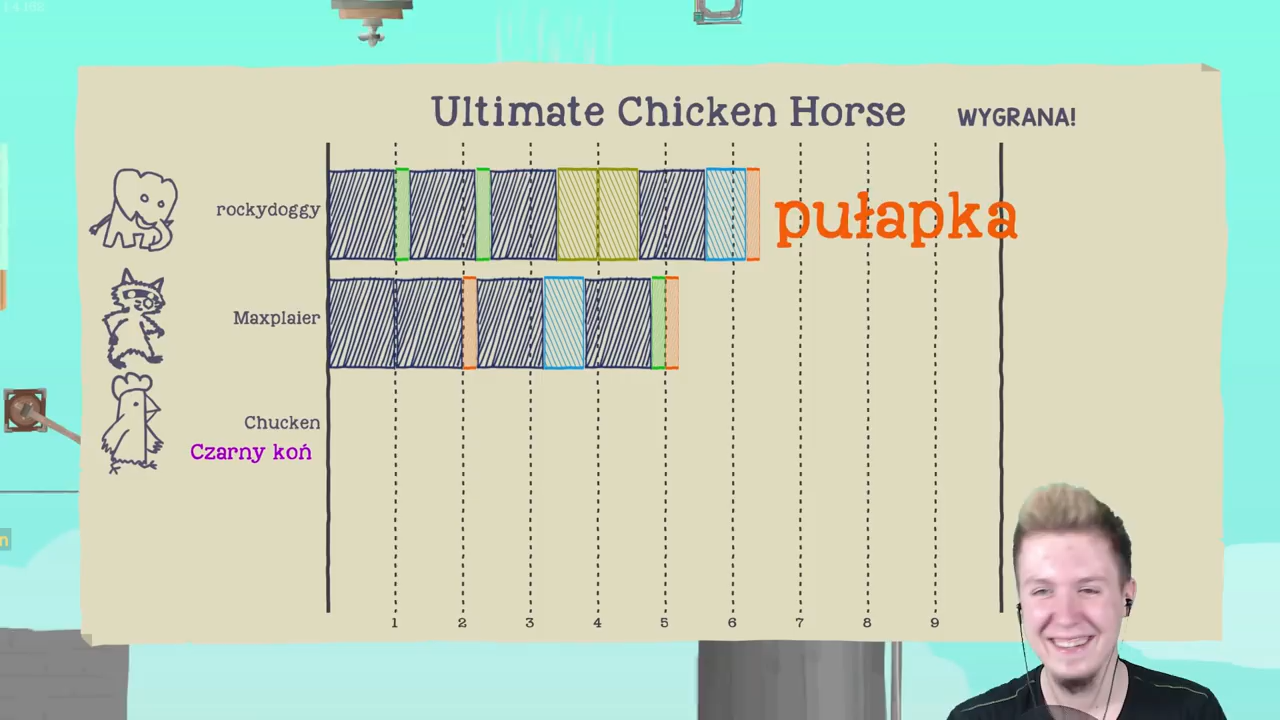 Ultimate Chicken Horse
WYGRANA!
rockydoggy
pułapka
Maxplaier
Chucken
Czarny koń
1 2 3 4 5 6 7 8 9